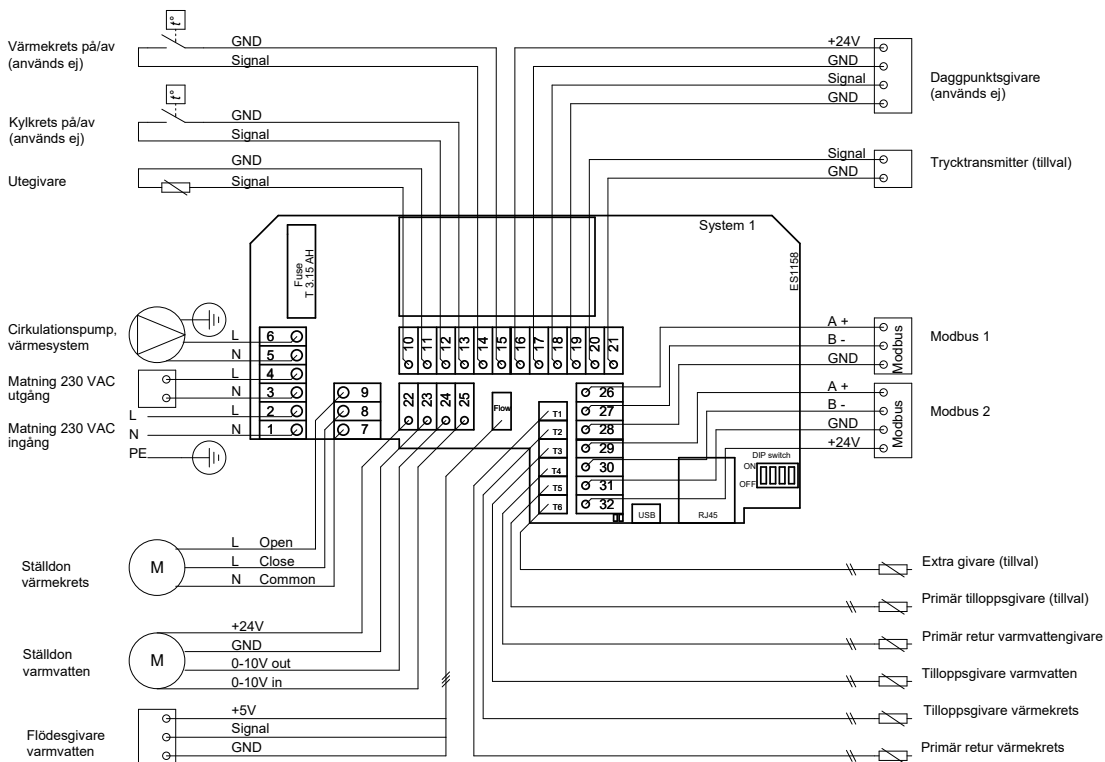 t°
Värmekrets på/av
(används ej)
GND
Signal
t°
Kylkrets på/av
(används ej)
GND
Signal
Utegivare
GND
Signal
+24V
GND
Signal
GND
Daggpunktsgivare
(används ej)
Signal
GND
Trycktransmitter (tillval)
System 1
ES1158
Fuse
T 3.15 AH
Cirkulationspump,
värmesystem
L
N
Matning 230 VAC
utgång
L
N
Matning 230 VAC
ingång
L
N
PE
L
N
6
5
4
3
2
1
9
8
7
10
11
12
13
14
15
16
17
18
19
20
21
22
23
24
25
Flow
T1
T2
T3
T4
T5
T6
26
27
28
29
30
31
32
USB
RJ45
DIP switch
ON
OFF
A +
B -
GND
Modbus
Modbus 1
A +
B -
GND
+24V
Modbus
Modbus 2
Ställdon
värmekrets
M
L Open
L Close
N Common
Ställdon
varmvatten
M
+24V
GND
0-10V out
0-10V in
Flödesgivare
varmvatten
+5V
Signal
GND
Extra givare (tillval)
Primär tilloppsgivare (tillval)
Primär retur varmvattengivare
Tilloppsgivare varmvatten
Tilloppsgivare värmekrets
Primär retur värmekrets